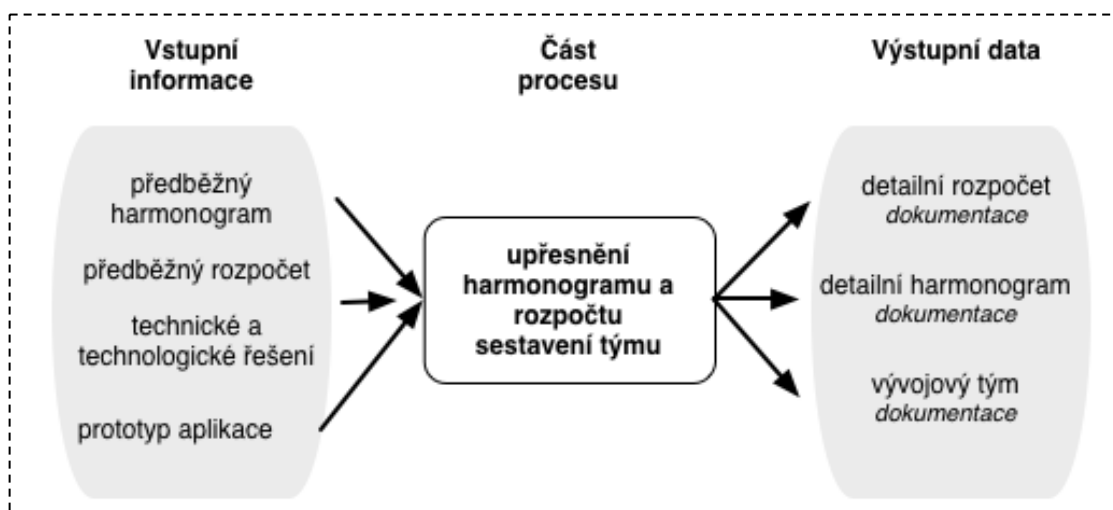 Vstupní
informace
Část
procesu
Výstupní data
předběžný
harmonogram
předběžný rozpočet
technické a
technologické řešení
prototyp aplikace
upřesnění
harmonogramu a
rozpočtu
sestavení týmu
detailní rozpočet
dokumentace
detailní harmonogram
dokumentace
vývojový tým
dokumentace